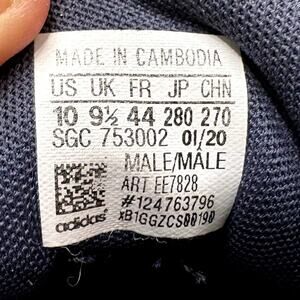 MADE IN CAMBODIA
US UK FR JP CHN
10 9½ 44 280 270
SGC 753002 01/20
MALE/MÂLE
ART EE7828
#124763796
adidas xB1GGZCS00190